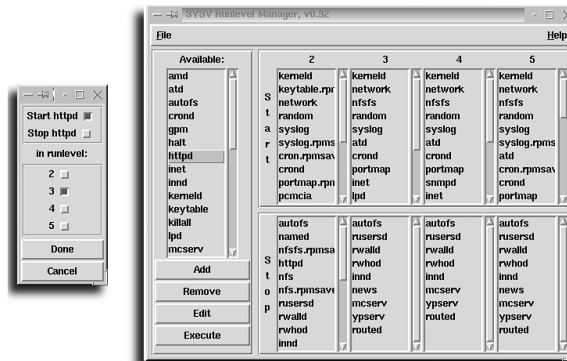 SYSV Runlevel Manager, v0.92
File Help
Start httpd
Stop httpd
in runlevel:
2
3
4
5
Done
Cancel
Available:
amd
atd
autofs
crond
gpm
halt
httpd
inet
innd
kerneld
keytable
killall
lpd
mcserv
Add
Remove
Edit
Execute
Start
2
kerneld
keytable.rpr
network
random
syslog
syslog.rpms
cron.rpmsav
crond
portmap.rpn
pcmcia
3
kerneld
network
nfsfs
random
syslog
atd
crond
portmap
inet
lpd
4
kerneld
network
nfsfs
random
syslog
atd
crond
portmap
snmpd
inet
5
kerneld
network
nfsfs
random
syslog
syslog.rpms
atd
cron.rpmsav
crond
portmap
Stop
autofs
named
nfsfs.rpmsa
httpd
nfs
nfs.rpmsave
rusersd
rwalld
rwhod
innd
autofs
rusersd
rwalld
rwhod
innd
news
mcserv
ypserv
routed
autofs
rusersd
rwalld
rwhod
innd
mcserv
ypserv
routed
autofs
rusersd
rwalld
rwhod
innd
news
mcserv
ypserv
routed